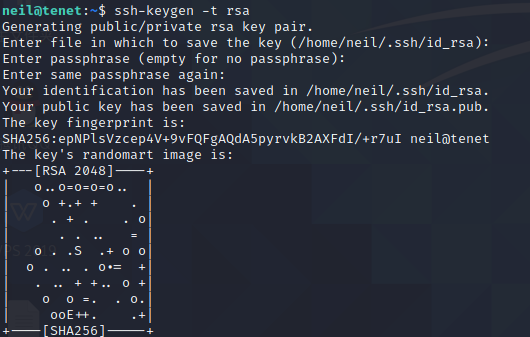 neil@tenet:~$ ssh-keygen -t rsa
Generating public/private rsa key pair.
Enter file in which to save the key (/home/neil/.ssh/id_rsa):
Enter passphrase (empty for no passphrase):
Enter same passphrase again:
Your identification has been saved in /home/neil/.ssh/id_rsa.
Your public key has been saved in /home/neil/.ssh/id_rsa.pub.
The key fingerprint is:
SHA256:epNPlsVzcep4V+9vFQFgAQdA5pyrvkB2AXFdI/+r7uI neil@tenet
The key's randomart image is:
+---[RSA 2048]----+
|   o..o=o=o=o..  |
|    o +.+ +    . |
|     . +  .    . o|
|      . . ..   = |
|   o . .S  .+ o o|
|  o . .. . o*=  +|
|   . .. + +.. o +|
|    o  o =.  . o.|
|     ooE++.    .+|
+----[SHA256]-----+